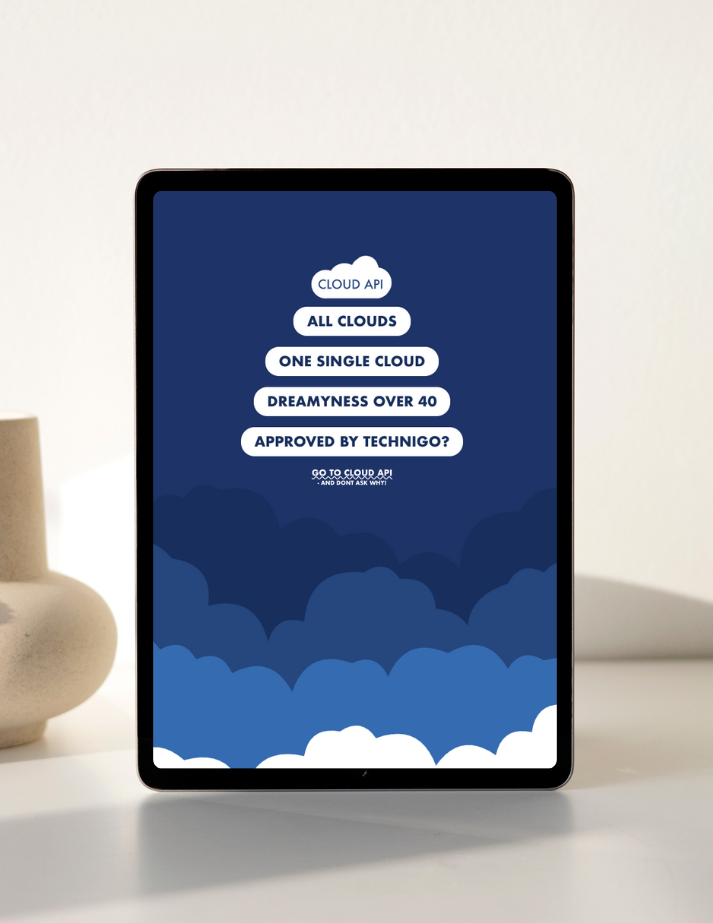 CLOUD API
ALL CLOUDS
ONE SINGLE CLOUD
DREAMYNESS OVER 40
APPROVED BY TECHNIGO?
GO TO CLOUD API
- AND DONT ASK WHY!